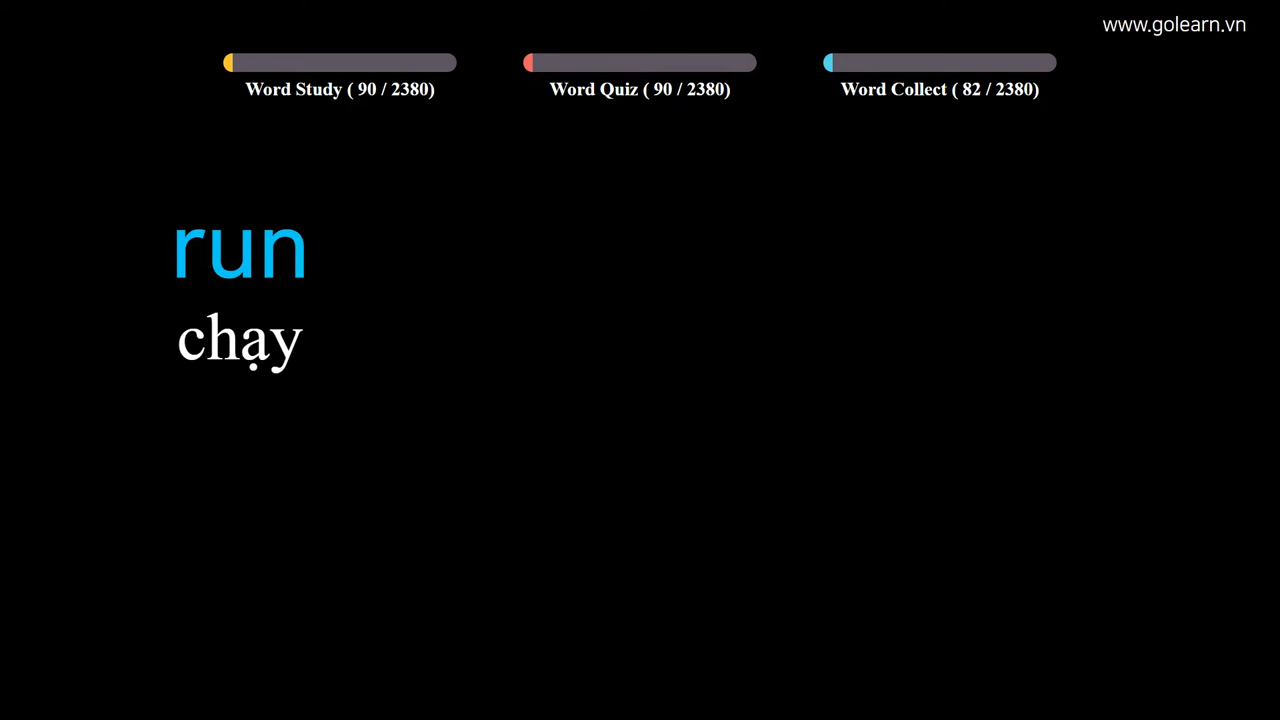 www.golearn.vn
Word Study ( 90 / 2380)
Word Quiz ( 90 / 2380)
Word Collect ( 82 / 2380)
run
chạy